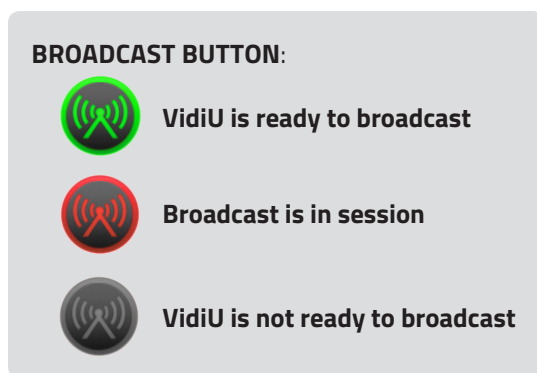 BROADCAST BUTTON:
VidiU is ready to broadcast
Broadcast is in session
VidiU is not ready to broadcast